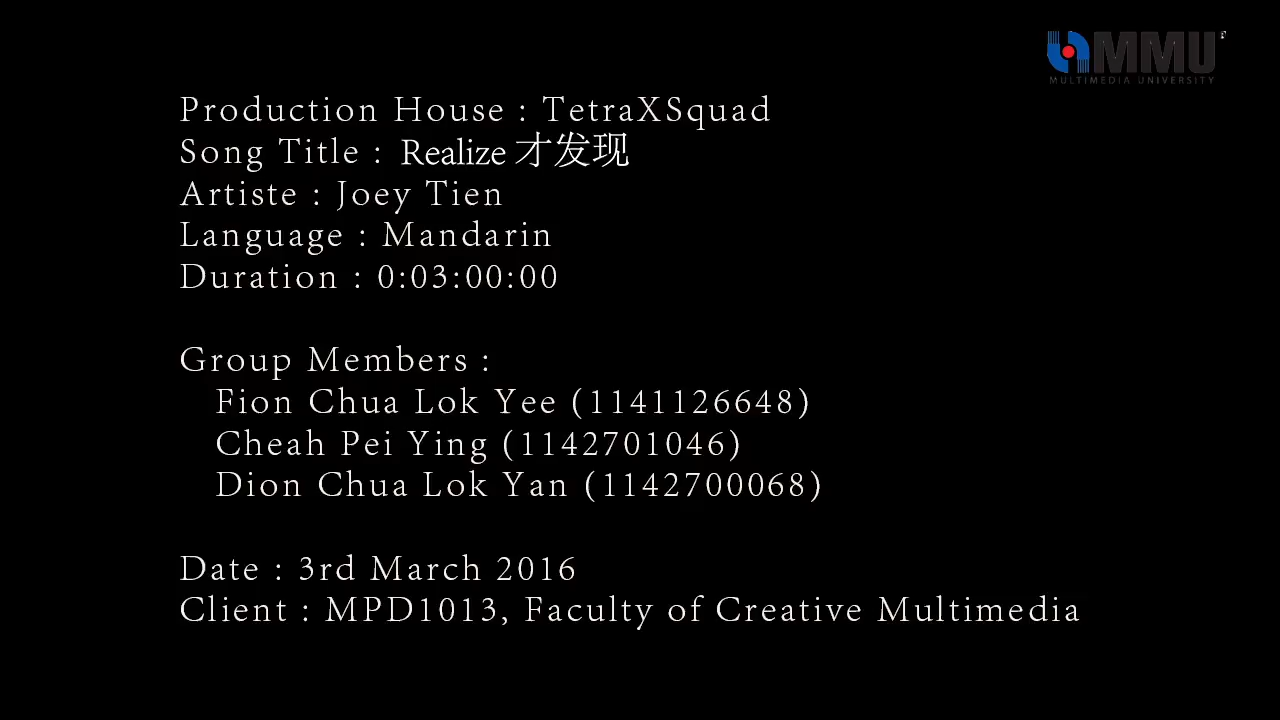 MMU
MULTIMEDIA UNIVERSITY
Production House : TetraXSquad
Song Title : Realize 才发现
Artiste : Joey Tien
Language : Mandarin
Duration : 0:03:00:00
Group Members :
Fion Chua Lok Yee (1141126648)
Cheah Pei Ying (1142701046)
Dion Chua Lok Yan (1142700068)
Date : 3rd March 2016
Client : MPD1013, Faculty of Creative Multimedia